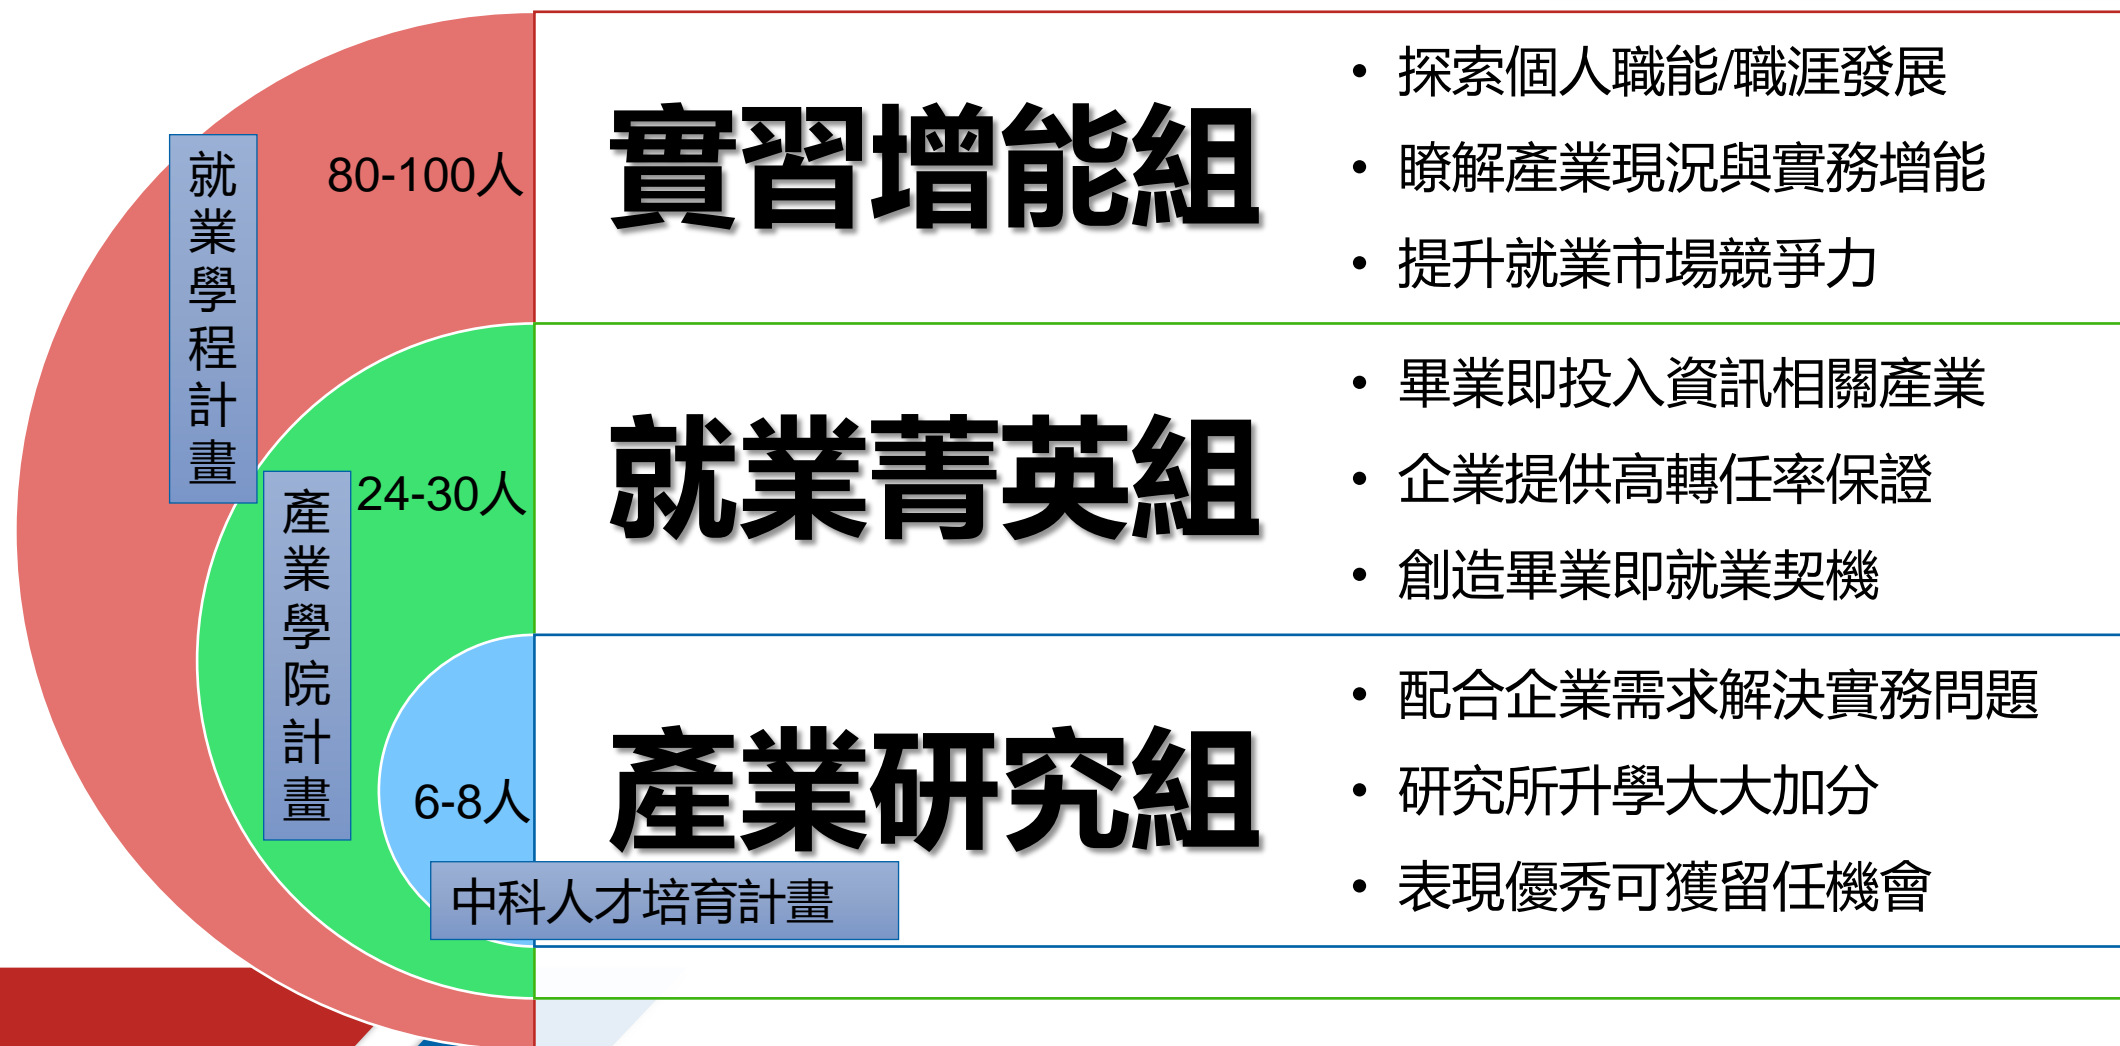 就業學程計畫
80-100人
實習增能組
• 探索個人職能/職涯發展
• 瞭解產業現況與實務增能
• 提升就業市場競爭力
產業學院計畫
24-30人
就業菁英組
• 畢業即投入資訊相關產業
• 企業提供高轉任率保證
• 創造畢業即就業契機
6-8人
產業研究組
中科人才培育計畫
• 配合企業需求解決實務問題
• 研究所升學大大加分
• 表現優秀可獲留任機會